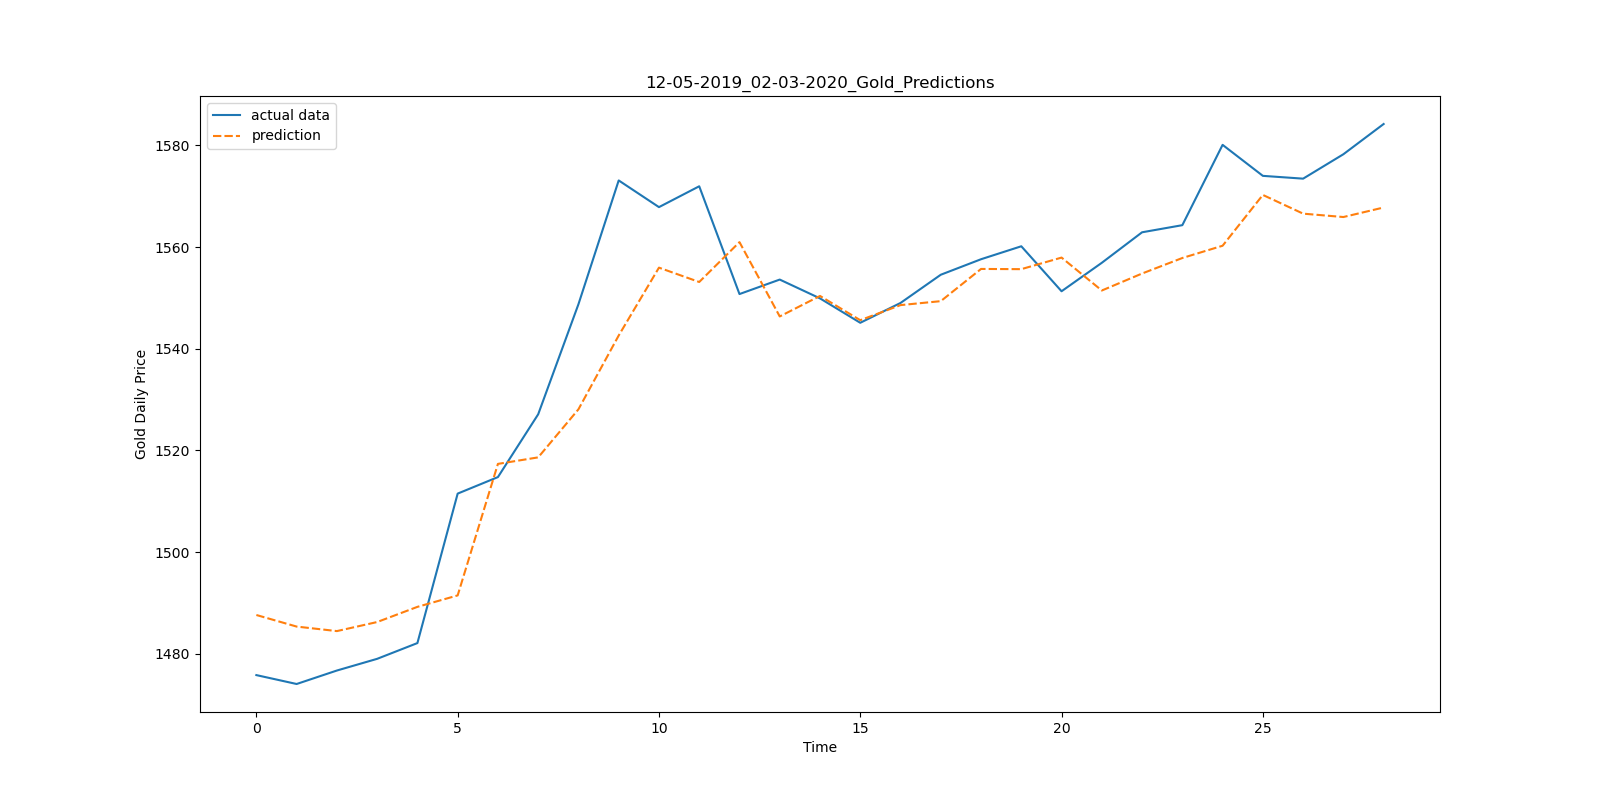 12-05-2019_02-03-2020_Gold_Predictions
actual data
prediction
1580
1560
1540
1520
1500
1480
Gold Daily Price
0 5 10 15 20 25
Time